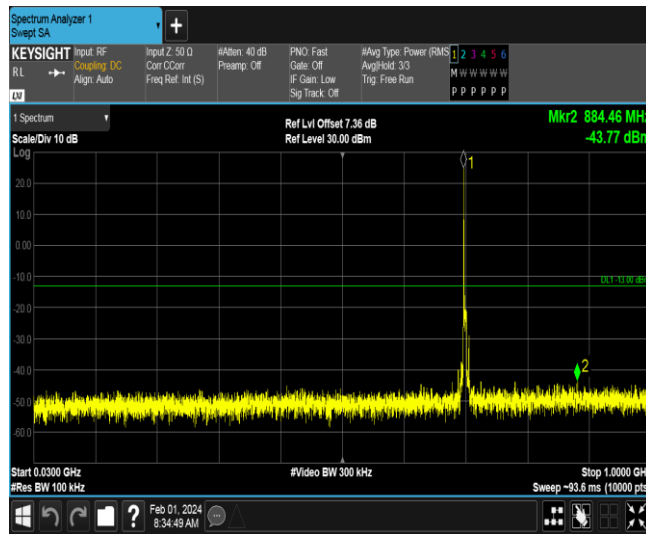 Spectrum Analyzer 1
Swept SA
+
KEYSIGHT Input: RF Input Z: 50 Ω #Atten: 40 dB PNO: Fast #Avg Type: Power (RMS 1 2 3 4 5 6
RL Coupling: DC Corr CCorr Preamp: Off Gate: Off Avg|Hold: 3/3 M W W W W W
Align: Auto Freq Ref: Int (S) IF Gain: Low Trig: Free Run
LXI Sig Track: Off P P P P P P
1 Spectrum Ref Lvl Offset 7.36 dB Mkr2 884.46 MHz
Scale/Div 10 dB Ref Level 30.00 dBm -43.77 dBm
Log
1
20.0
10.0
0.00
-10.0
DL1 -13.00 dBm
-20.0
-30.0
2
-40.0
-50.0
-60.0
Start 0.0300 GHz #Video BW 300 kHz Stop 1.0000 GH
#Res BW 100 kHz Sweep ~93.6 ms (10000 pts
? Feb 01, 2024
8:34:49 AM